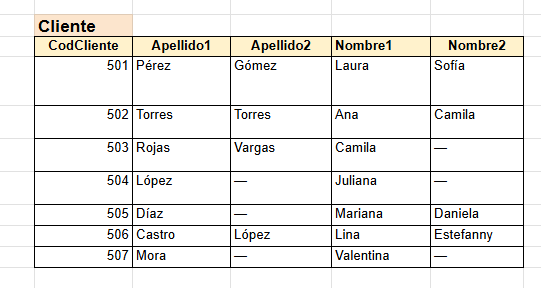 Cliente
CodCliente Apellido1 Apellido2 Nombre1 Nombre2
501 Pérez Gómez Laura Sofía
502 Torres Torres Ana Camila
503 Rojas Vargas Camila —
504 López — Juliana —
505 Díaz — Mariana Daniela
506 Castro López Lina Estefanny
507 Mora — Valentina —